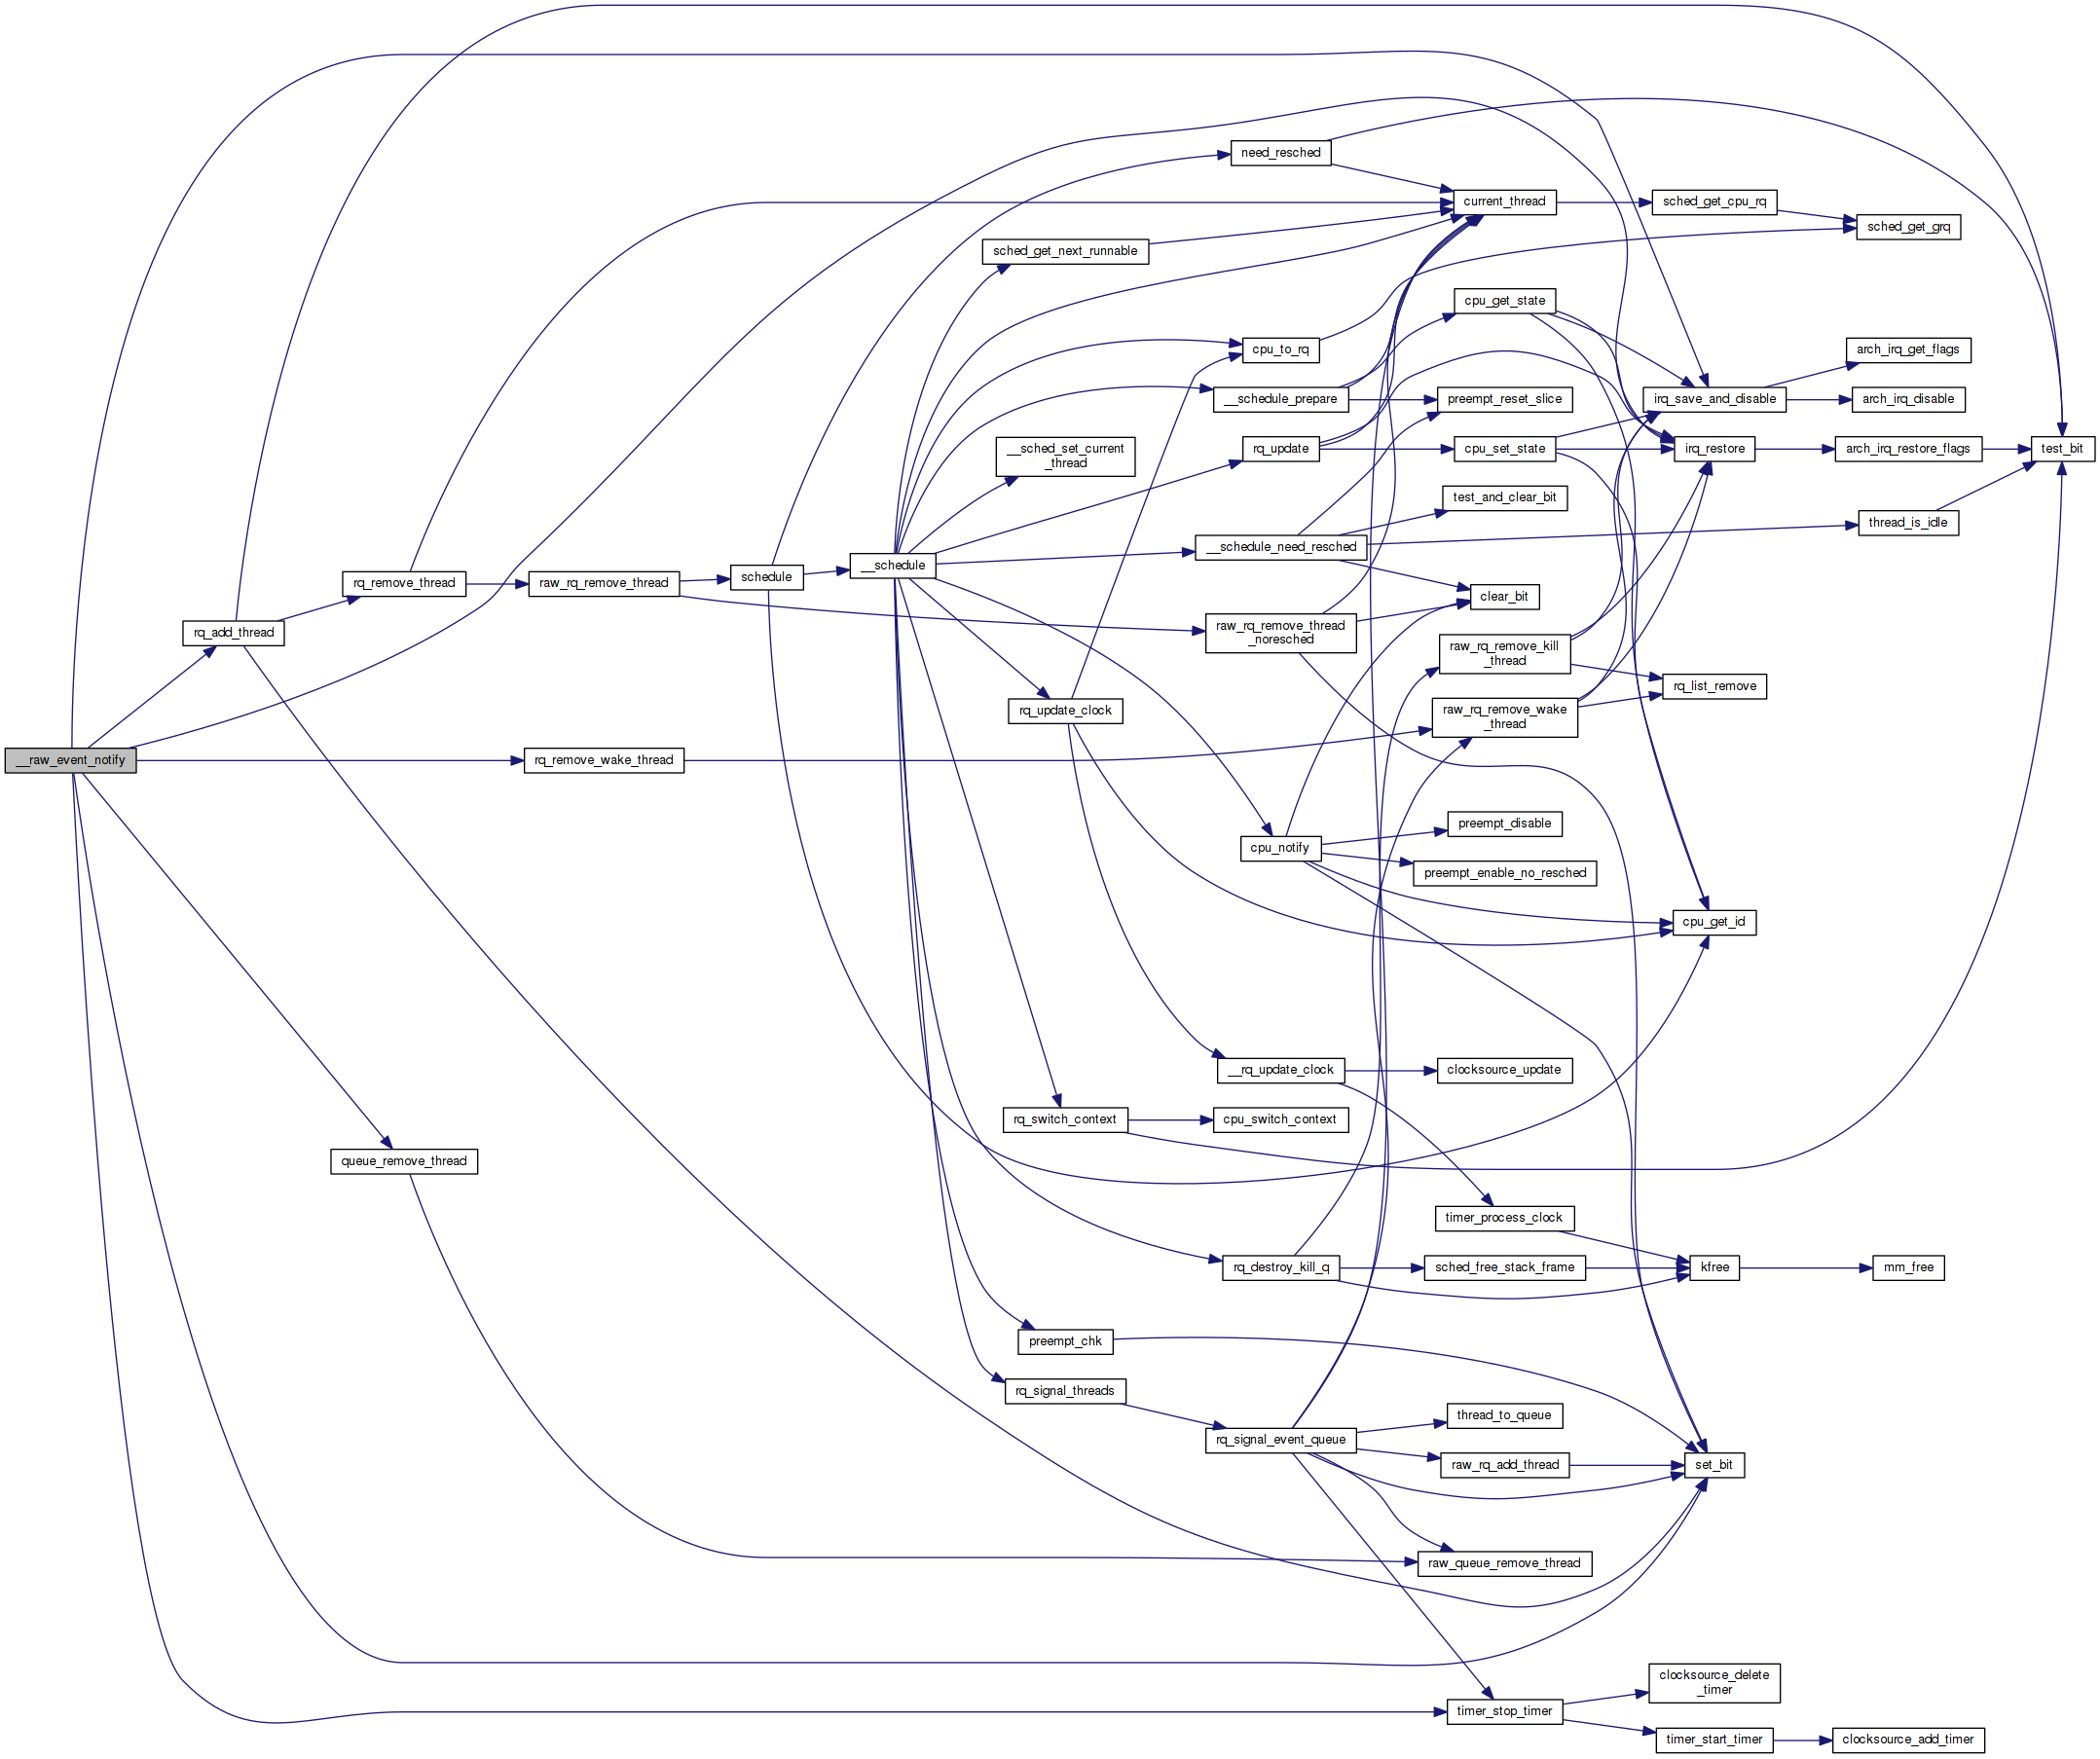 need_resched
current_thread
sched_get_cpu_rq
sched_get_grq
sched_get_next_runnable
cpu_get_state
cpu_to_rq
arch_irq_get_flags
__schedule_prepare
preempt_reset_slice
irq_save_and_disable
arch_irq_disable
__sched_set_current
_thread
rq_update
cpu_set_state
irq_restore
arch_irq_restore_flags
test_bit
test_and_clear_bit
thread_is_idle
__schedule_need_resched
__schedule
schedule
rq_remove_thread
raw_rq_remove_thread
clear_bit
rq_add_thread
raw_rq_remove_thread
_noresched
raw_rq_remove_kill
_thread
rq_list_remove
rq_update_clock
raw_rq_remove_wake
_thread
__raw_event_notify
rq_remove_wake_thread
preempt_disable
cpu_notify
preempt_enable_no_resched
cpu_get_id
__rq_update_clock
clocksource_update
rq_switch_context
cpu_switch_context
queue_remove_thread
timer_process_clock
rq_destroy_kill_q
sched_free_stack_frame
kfree
mm_free
preempt_chk
rq_signal_threads
thread_to_queue
rq_signal_event_queue
raw_rq_add_thread
set_bit
raw_queue_remove_thread
clocksource_delete
_timer
timer_stop_timer
timer_start_timer
clocksource_add_timer